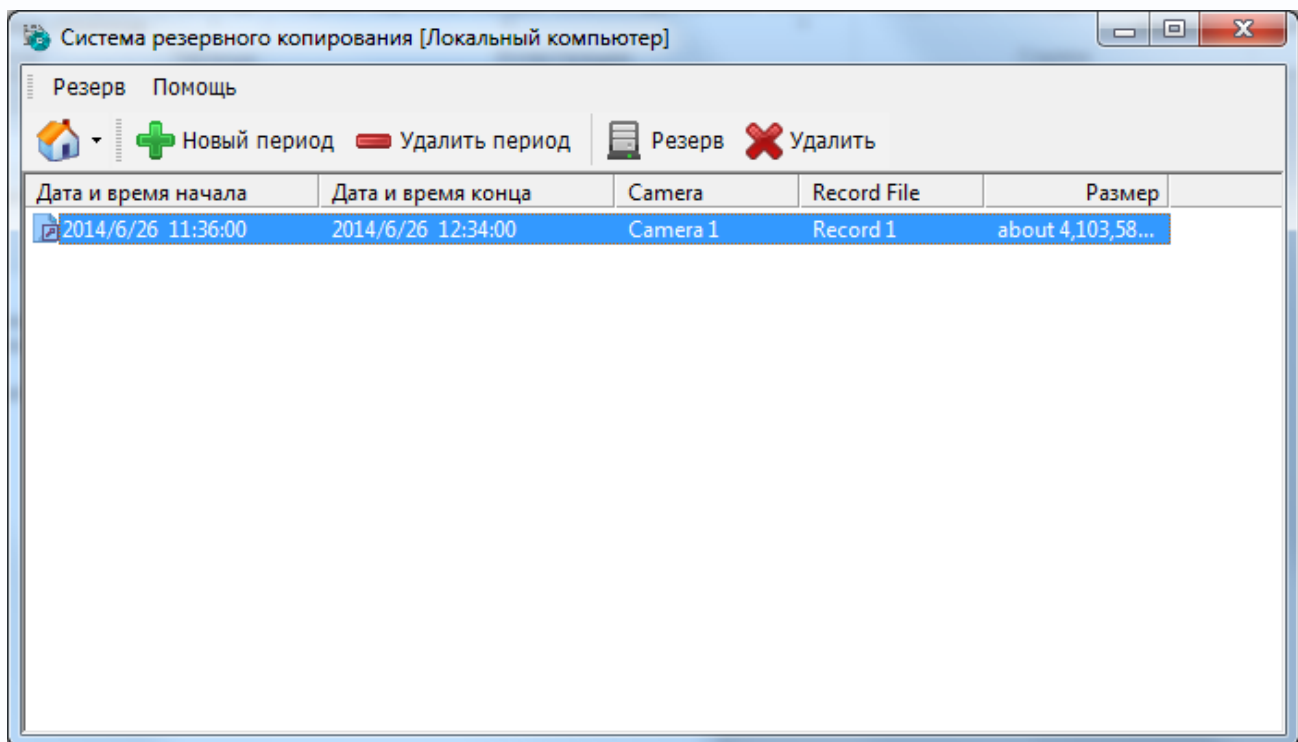 Система резервного копирования [Локальный компьютер]
Резерв Помощь
Новый период Удалить период Резерв Удалить
Дата и время начала Дата и время конца Camera Record File Размер
2014/6/26 11:36:00 2014/6/26 12:34:00 Camera 1 Record 1 about 4,103,58...